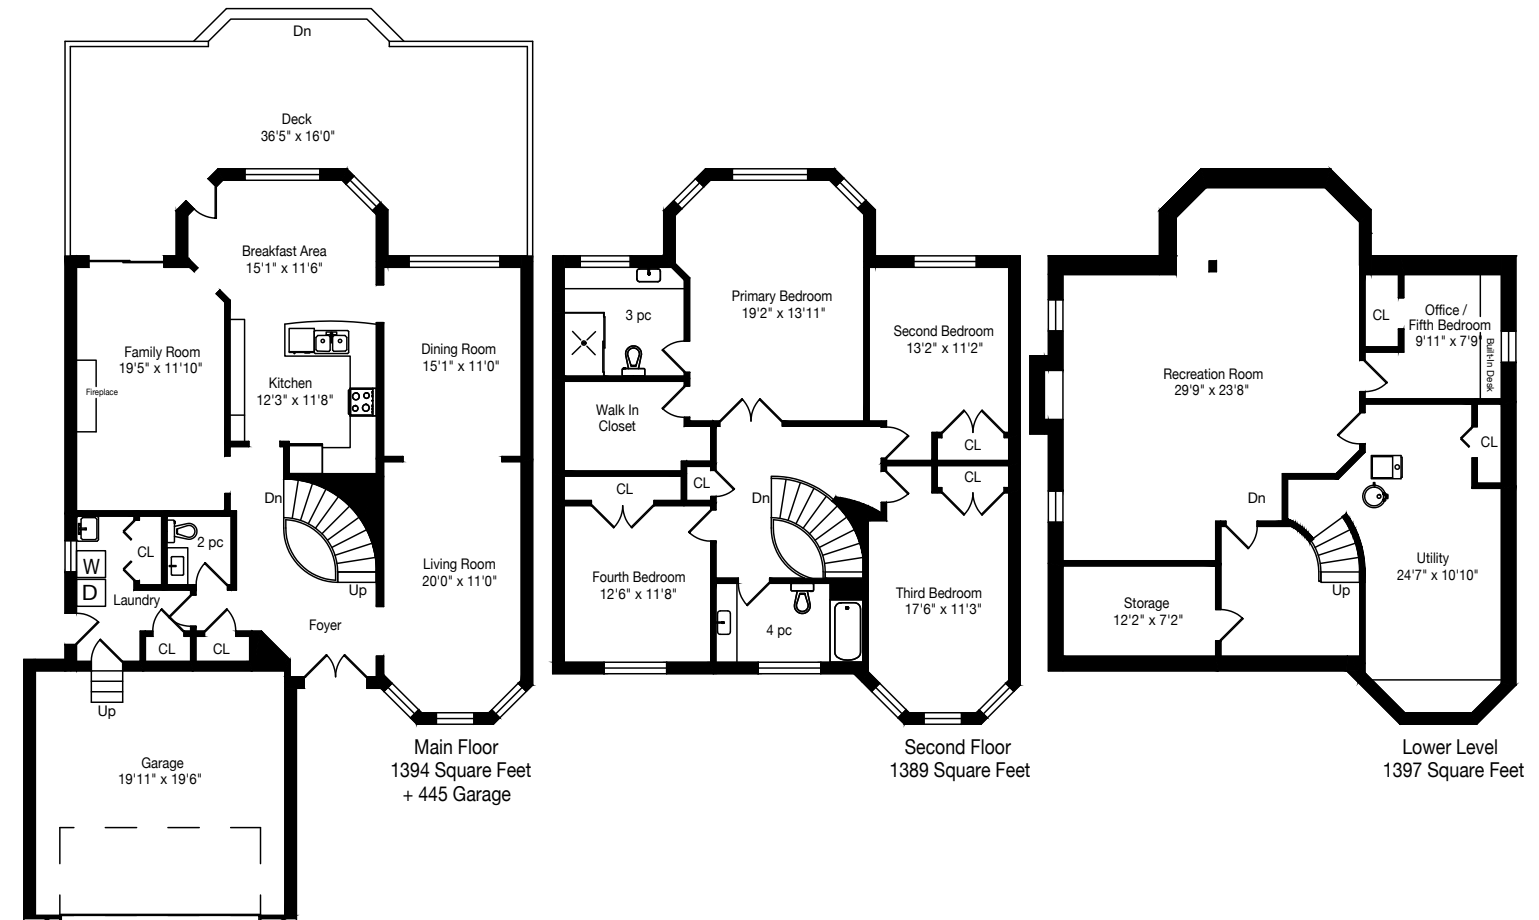 Dn
Deck
36'5" x 16'0"
Breakfast Area
15'1" x 11'6"
Family Room
19'5" x 11'10"
Fireplace
Kitchen
12'3" x 11'8"
Dining Room
15'1" x 11'0"
Dn
2 pc
CL
W
D
Laundry
Living Room
20'0" x 11'0"
Up
Foyer
CL
CL
Up
Garage
19'11" x 19'6"
Main Floor
1394 Square Feet
+ 445 Garage
Primary Bedroom
19'2" x 13'11"
3 pc
Second Bedroom
13'2" x 11'2"
Walk In
Closet
CL
CL
CL
CL
Dn
Fourth Bedroom
12'6" x 11'8"
Third Bedroom
17'6" x 11'3"
4 pc
Second Floor
1389 Square Feet
CL
Office /
Fifth Bedroom
9'11" x 7'9"
Built-In Desk
Recreation Room
29'9" x 23'8"
CL
Dn
Utility
24'7" x 10'10"
Up
Storage
12'2" x 7'2"
Lower Level
1397 Square Feet